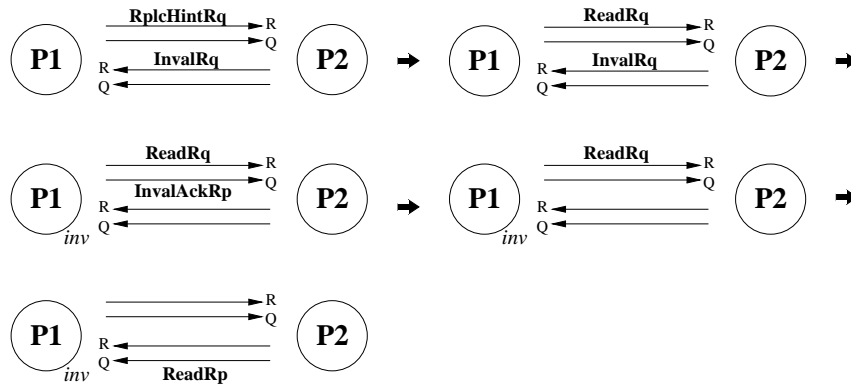 RplcHintRq
R
Q
P1
InvalRq
P2
R
Q
ReadRq
R
Q
P1
InvalRq
P2
R
Q
ReadRq
R
Q
P1
InvalAckRp
P2
R
Q
inv
ReadRq
R
Q
P1
P2
R
Q
inv
R
Q
P1
P2
R
Q
inv
ReadRp